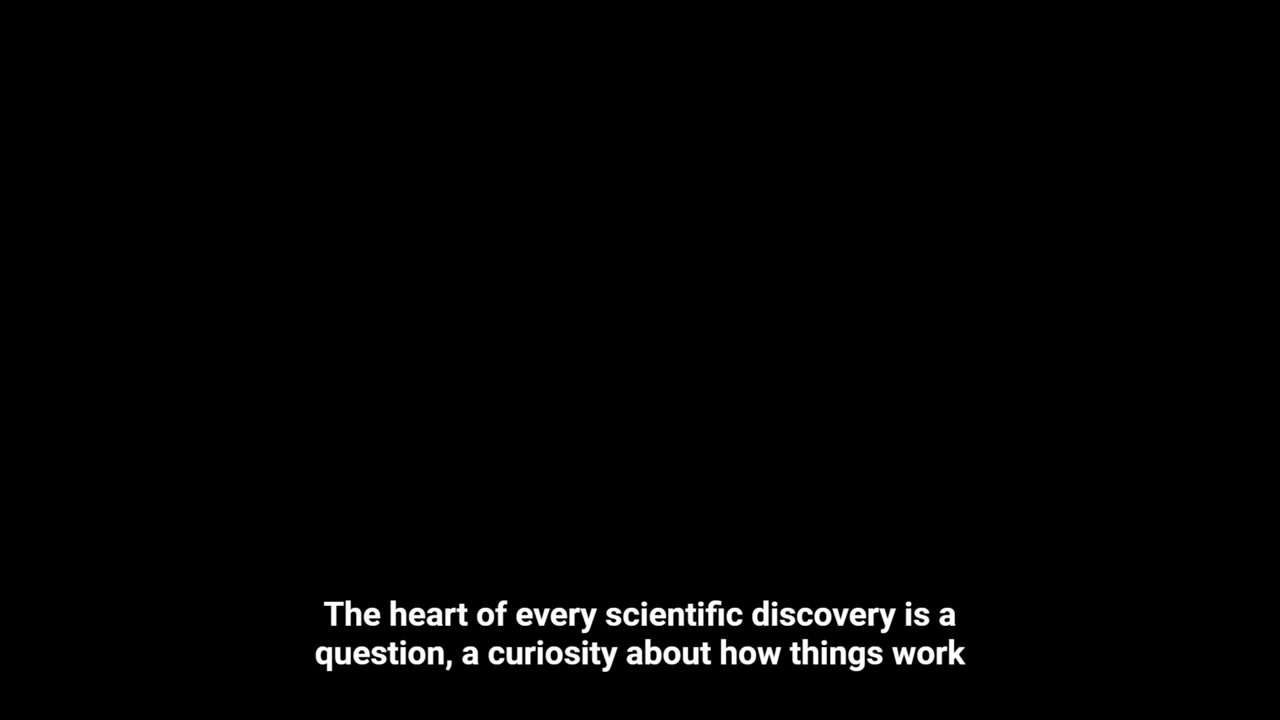 The heart of every scientific discovery is a
question, a curiosity about how things work